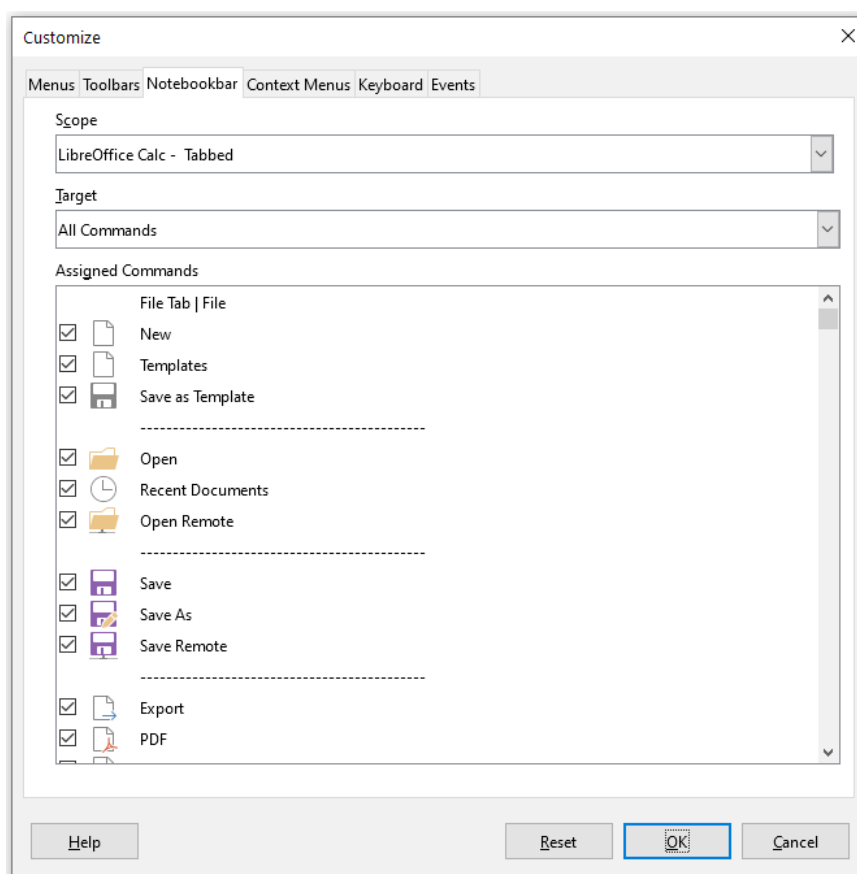 Customize
Menus Toolbars Notebookbar Context Menus Keyboard Events
Scope
LibreOffice Calc - Tabbed
Target
All Commands
Assigned Commands
File Tab | File
New
Templates
Save as Template
--------------------------------------------
Open
Recent Documents
Open Remote
--------------------------------------------
Save
Save As
Save Remote
--------------------------------------------
Export
PDF
Help Reset OK Cancel